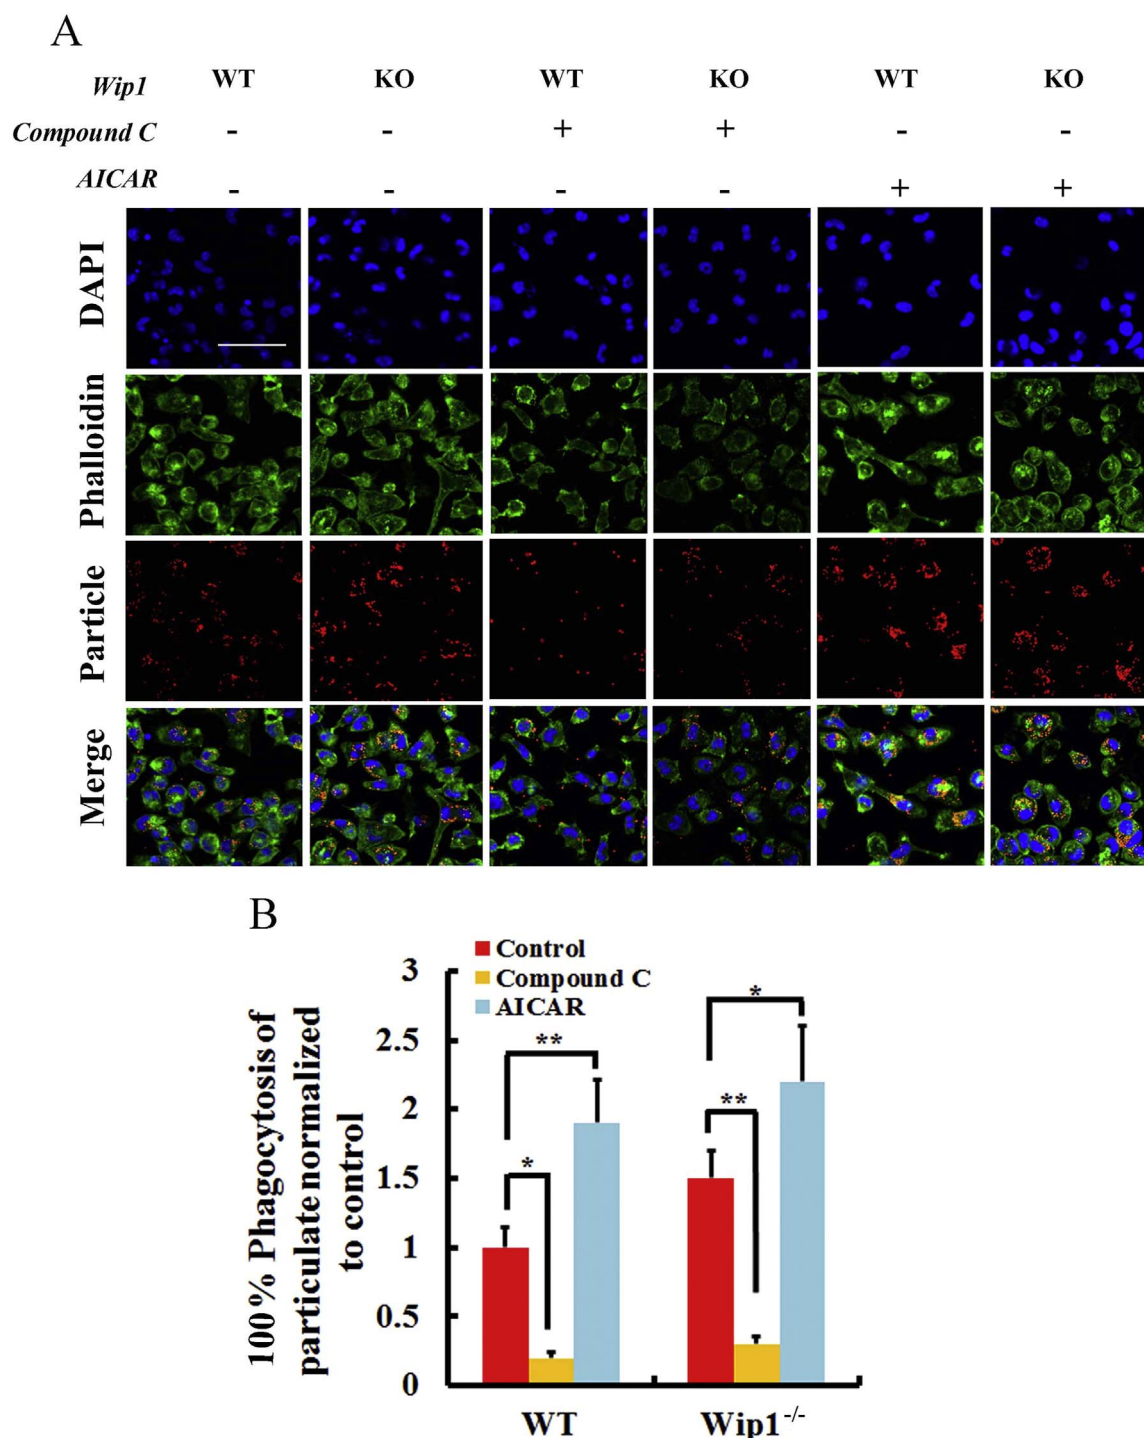 A
Wip1 WT KO WT KO WT KO
Compound C - - + + - -
AICAR - - - - + +
DAPI
Phalloidin
Particle
Merge
B
Control
Compound C
AICAR
100% Phagocytosis of
particulate normalized
to control
3
2.5
2
1.5
1
0.5
0
**
*
*
**
WT Wip1-/-